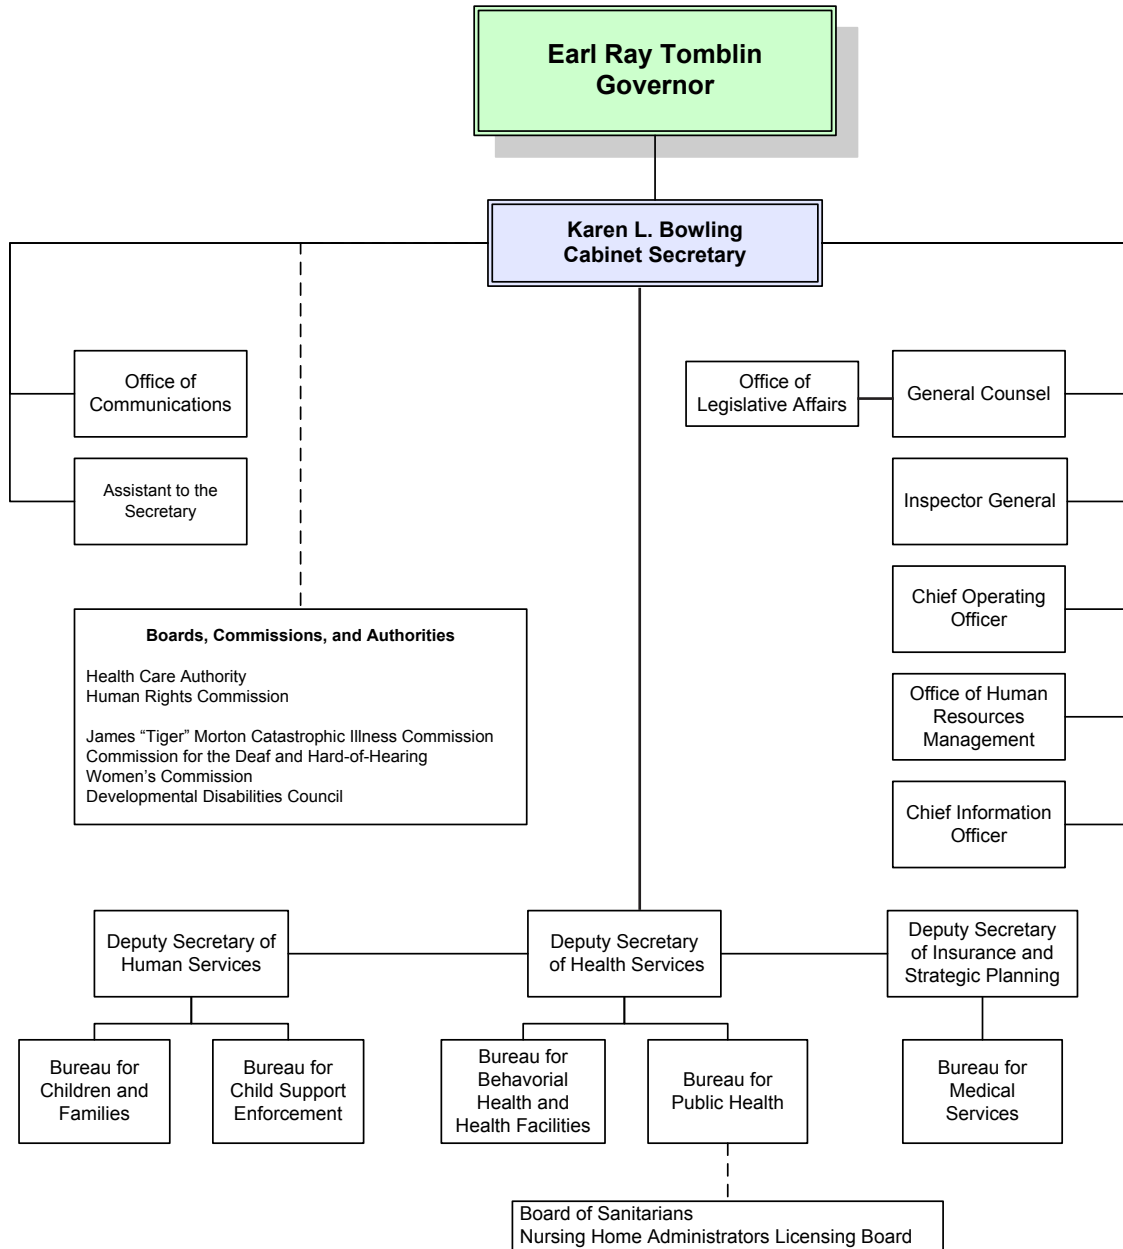 Earl Ray Tomblin
Governor
Karen L. Bowling
Cabinet Secretary
Office of
Communications
Office of
Legislative Affairs
General Counsel
Assistant to the
Secretary
Inspector General
Chief Operating
Officer
Boards, Commissions, and Authorities
Health Care Authority
Human Rights Commission
James “Tiger” Morton Catastrophic Illness Commission
Commission for the Deaf and Hard-of-Hearing
Women’s Commission
Developmental Disabilities Council
Office of Human
Resources
Management
Chief Information
Officer
Deputy Secretary of
Human Services
Deputy Secretary
of Health Services
Deputy Secretary
of Insurance and
Strategic Planning
Bureau for
Children and
Families
Bureau for
Child Support
Enforcement
Bureau for
Behavorial
Health and
Health Facilities
Bureau for
Public Health
Bureau for
Medical
Services
Board of Sanitarians
Nursing Home Administrators Licensing Board